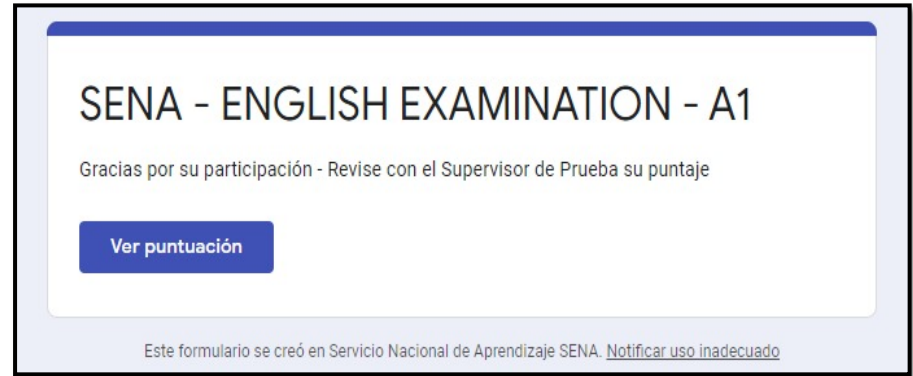 SENA - ENGLISH EXAMINATION - A1
Gracias por su participación - Revise con el Supervisor de Prueba su puntaje
Ver puntuación
Este formulario se creó en Servicio Nacional de Aprendizaje SENA. Notificar uso inadecuado